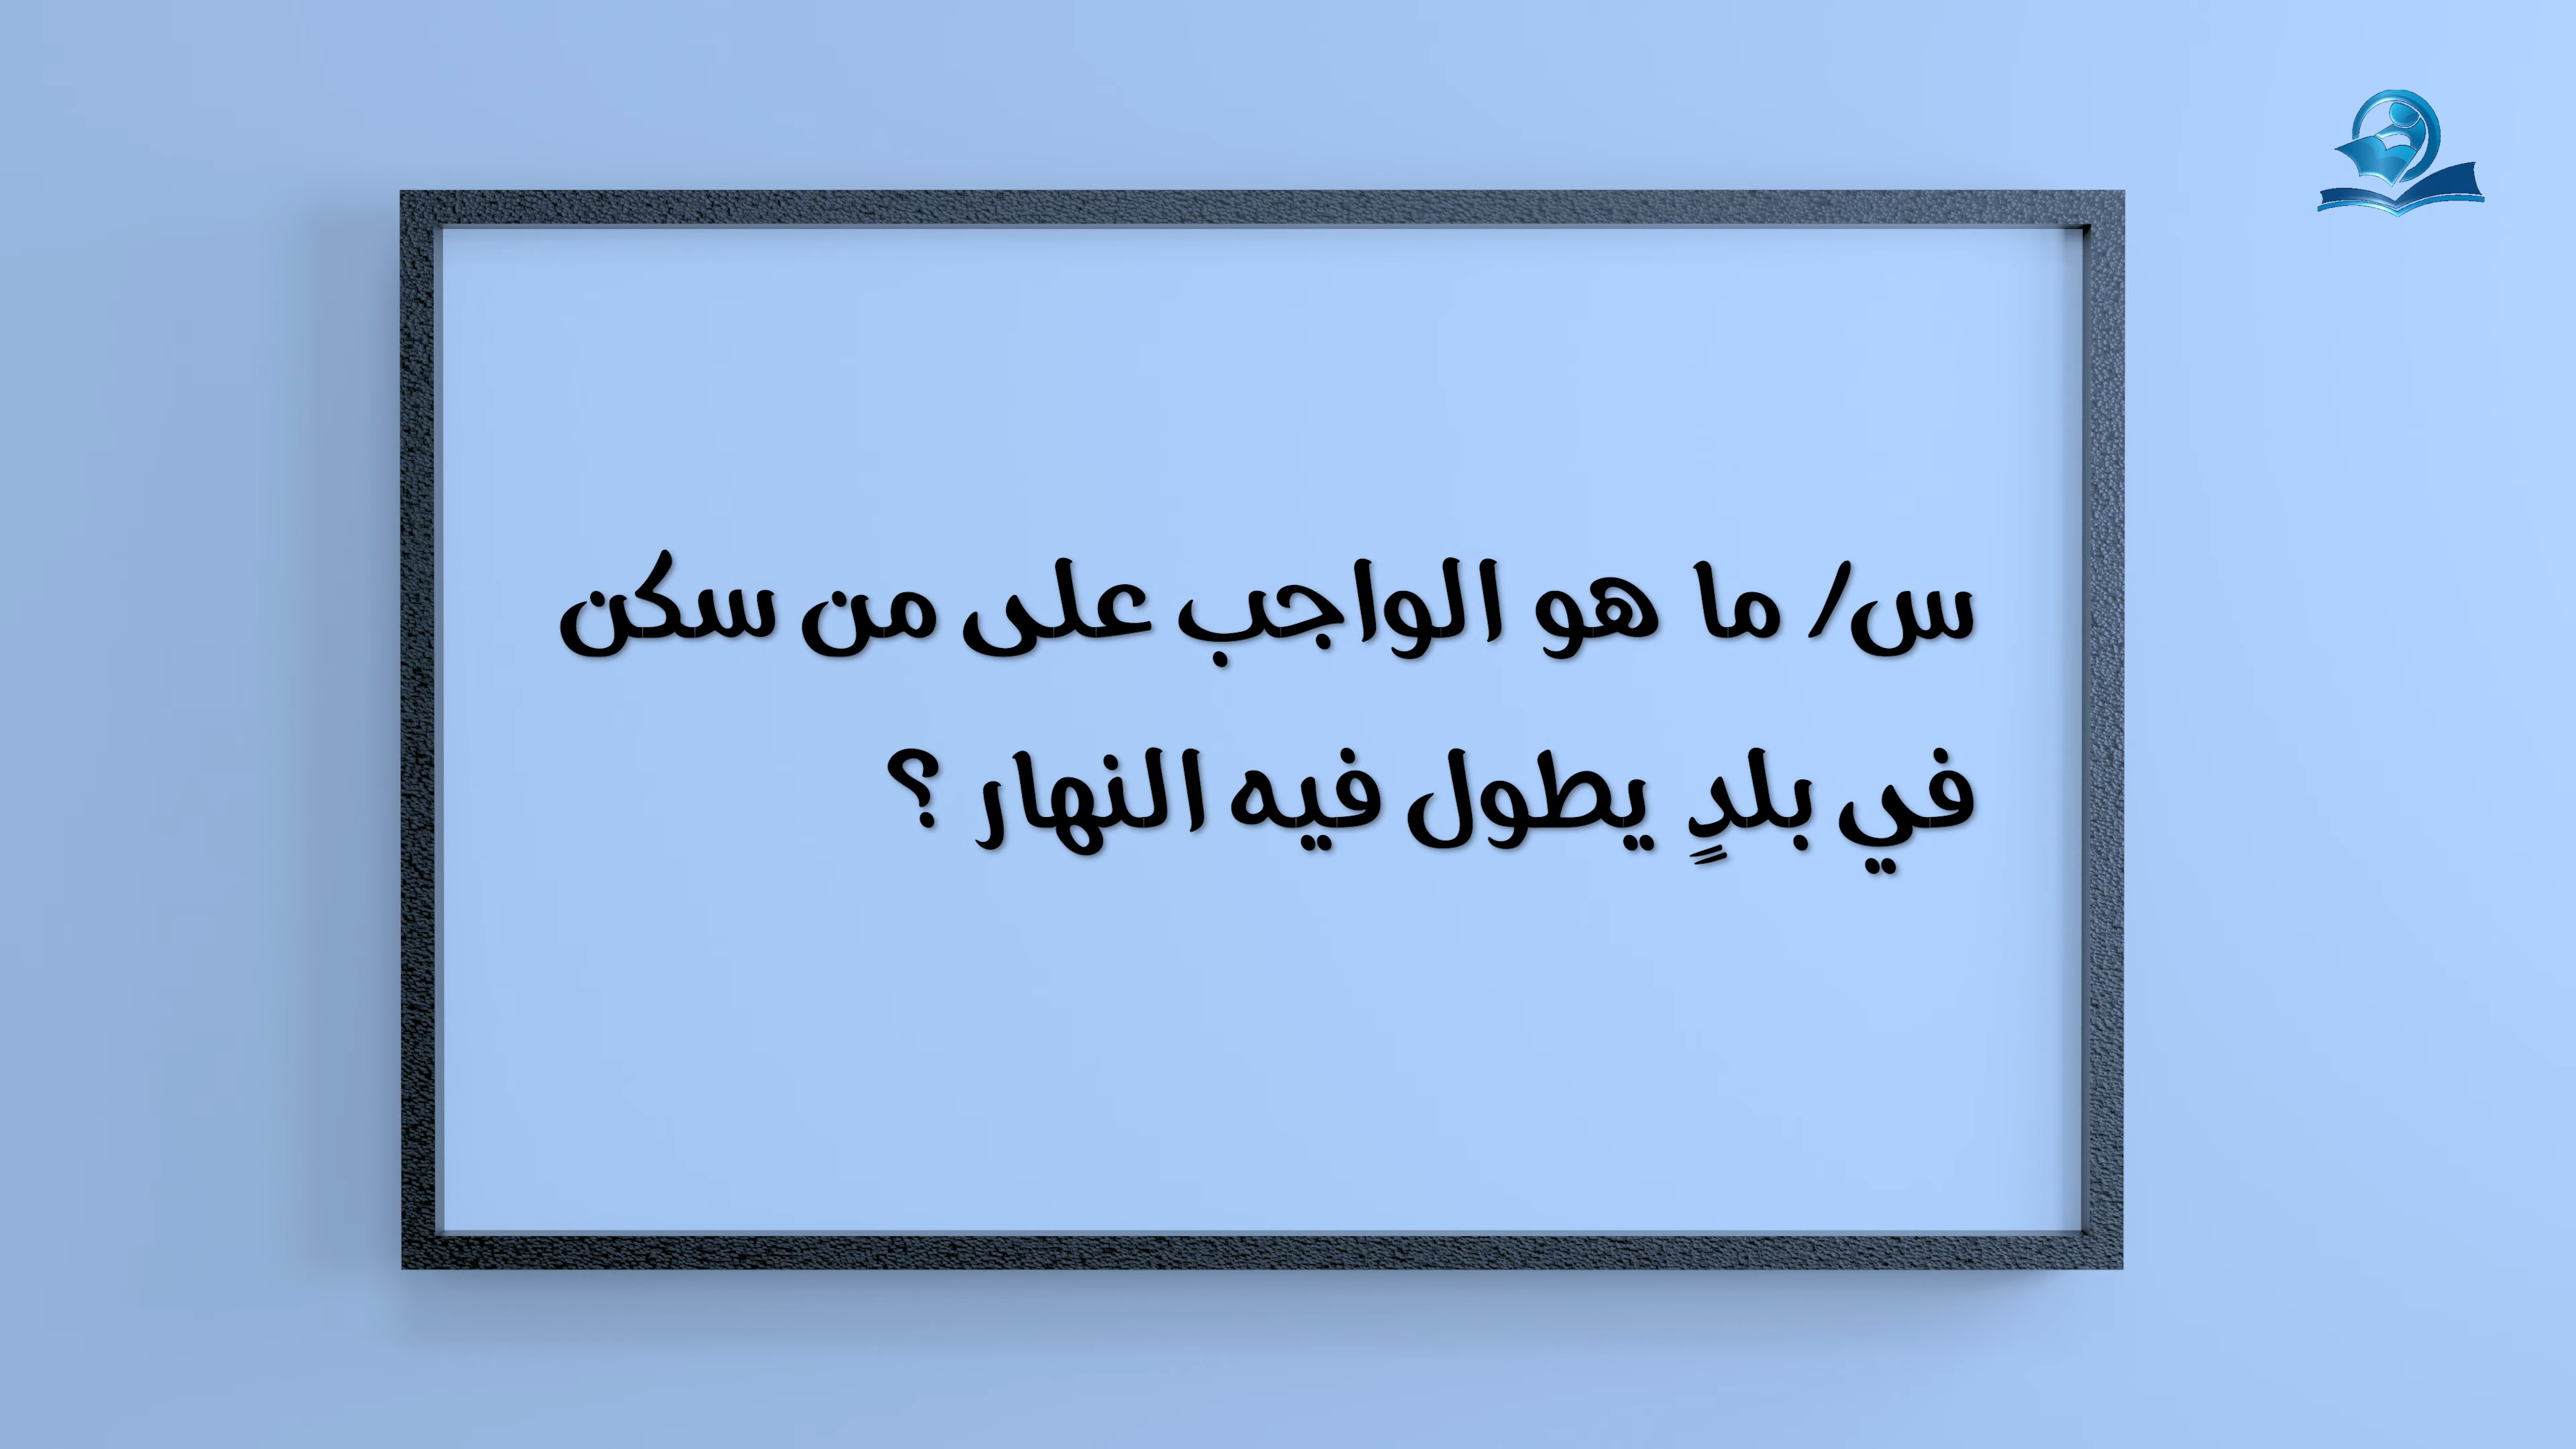 س/ ما هو الواجب على من سكن
في بلدٍ يطول فيه النهار ؟